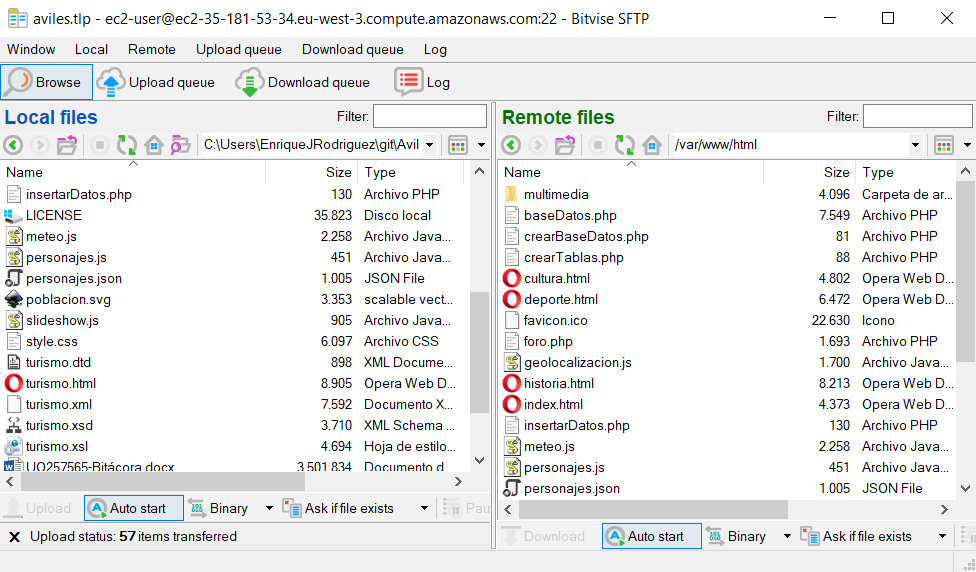 aviles.tlp - ec2-user@ec2-35-181-53-34.eu-west-3.compute.amazonaws.com:22 - Bitvise SFTP
Window Local Remote Upload queue Download queue Log
Browse Upload queue Download queue Log
Local files Filter:
C:\Users\EnriqueJRodriguez\git\Avil
Name Size Type
insertarDatos.php 130 Archivo PHP
LICENSE 35.823 Disco local
meteo.js 2.258 Archivo Java...
personajes.js 451 Archivo Java...
personajes.json 1.005 JSON File
poblacion.svg 3.353 scalable vect...
slideshow.js 905 Archivo Java...
style.css 6.097 Archivo CSS
turismo.dtd 898 XML Docume...
turismo.html 8.905 Opera Web D...
turismo.xml 7.592 Documento X...
turismo.xsd 3.710 XML Schema ...
turismo.xsl 4.694 Hoja de estilo...
UO257565-Bitácora.docx 3.501.834 Documento d
Upload Auto start Binary Ask if file exists Pau
Upload status: 57 items transferred
Remote files Filter:
/var/www/html
Name Size Type
multimedia 4.096 Carpeta de ar...
baseDatos.php 7.549 Archivo PHP
crearBaseDatos.php 81 Archivo PHP
crearTablas.php 88 Archivo PHP
cultura.html 4.802 Opera Web D...
deporte.html 6.472 Opera Web D...
favicon.ico 22.630 Icono
foro.php 1.693 Archivo PHP
geolocalizacion.js 1.700 Archivo Java...
historia.html 8.213 Opera Web D...
index.html 4.373 Opera Web D...
insertarDatos.php 130 Archivo PHP
meteo.js 2.258 Archivo Java...
personajes.js 451 Archivo Java...
personajes.json 1.005 JSON File
Download Auto start Binary Ask if file exists